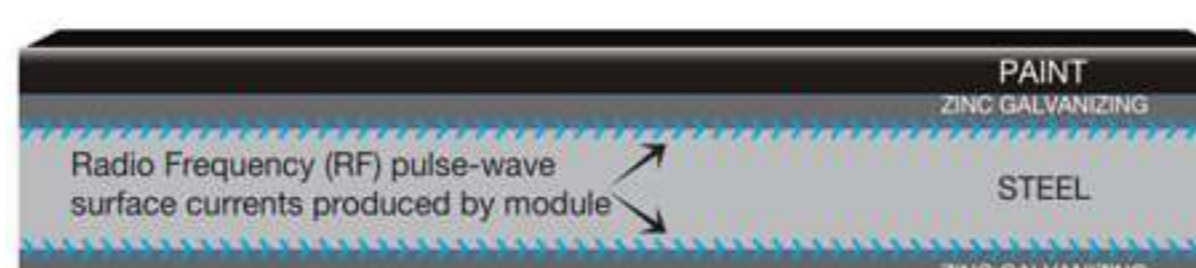 PAINT
ZINC GALVANIZING
Radio Frequency (RF) pulse-wave
surface currents produced by module
STEEL